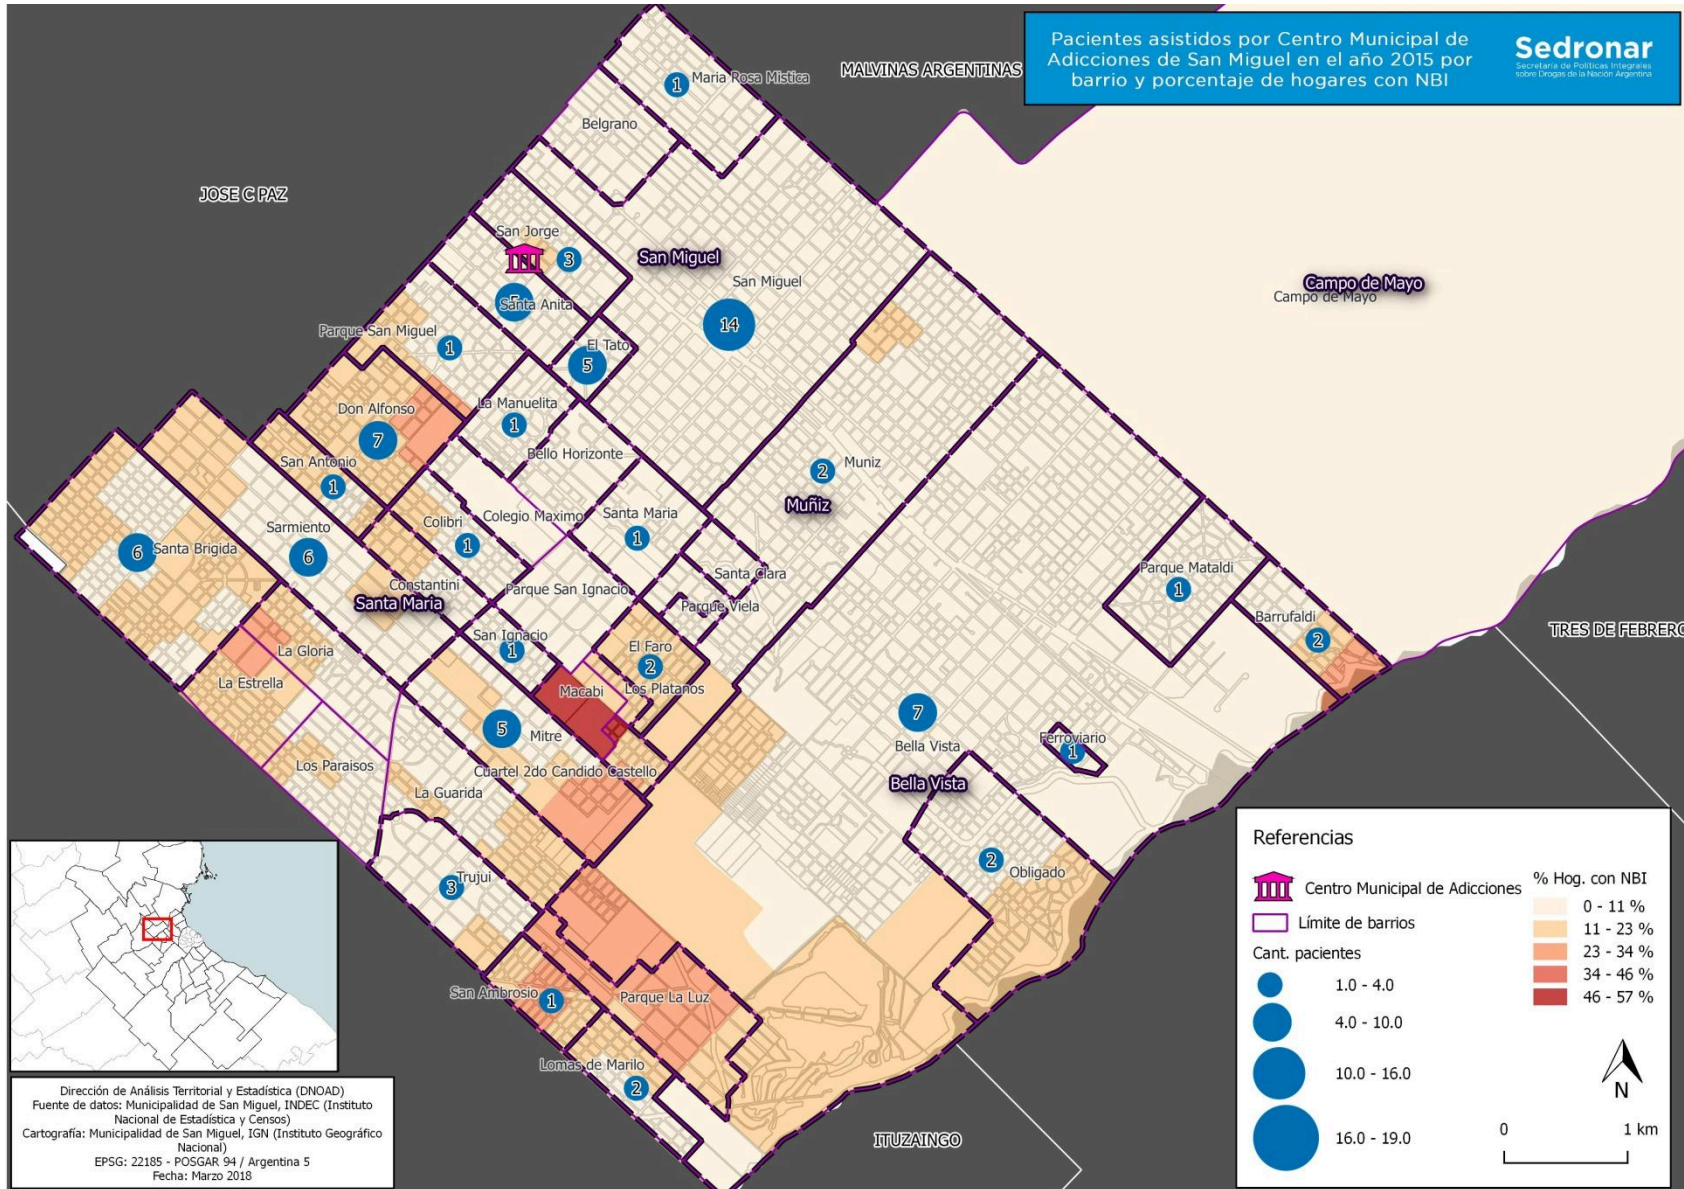 Pacientes asistidos por Centro Municipal de
Adicciones de San Miguel en el año 2015 por
barrio y porcentaje de hogares con NBI
Sedronar
Secretaría de Políticas Integrales
sobre Drogas de la Nación Argentina
MALVINAS ARGENTINAS
JOSE C PAZ
TRES DE FEBRERO
ITUZAINGO
1
Maria Rosa Mistica
Belgrano
San Jorge
3
San Miguel
San Miguel
14
Campo de Mayo
Campo de Mayo
5
Santa Anita
Parque San Miguel
1
El Tato
5
Don Alfonso
7
La Manuelita
1
Bello Horizonte
San Antonio
1
Muniz
2
Muñiz
Colibri
1
Colegio Maximo
Santa Maria
1
Sarmiento
6
6
Santa Brigida
Constantini
Santa Maria
Parque San Ignacio
Santa Clara
Parque Viela
Parque Mataldi
1
Barrufaldi
2
San Ignacio
1
El Faro
2
La Gloria
La Estrella
Macabi
Los Platanos
5
Mitre
7
Bella Vista
Bella Vista
Ferroviario
1
Los Paraisos
Cuartel 2do Candido Castello
La Guarida
2
Obligado
3
Trujui
San Ambrosio
1
Parque La Luz
Lomas de Marilo
2
Referencias
Centro Municipal de Adicciones
Límite de barrios
Cant. pacientes
1.0 - 4.0
4.0 - 10.0
10.0 - 16.0
16.0 - 19.0
% Hog. con NBI
0 - 11 %
11 - 23 %
23 - 34 %
34 - 46 %
46 - 57 %
N
0
1 km
Dirección de Análisis Territorial y Estadística (DNOAD)
Fuente de datos: Municipalidad de San Miguel, INDEC (Instituto
Nacional de Estadística y Censos)
Cartografía: Municipalidad de San Miguel, IGN (Instituto Geográfico
Nacional)
EPSG: 22185 - POSGAR 94 / Argentina 5
Fecha: Marzo 2018